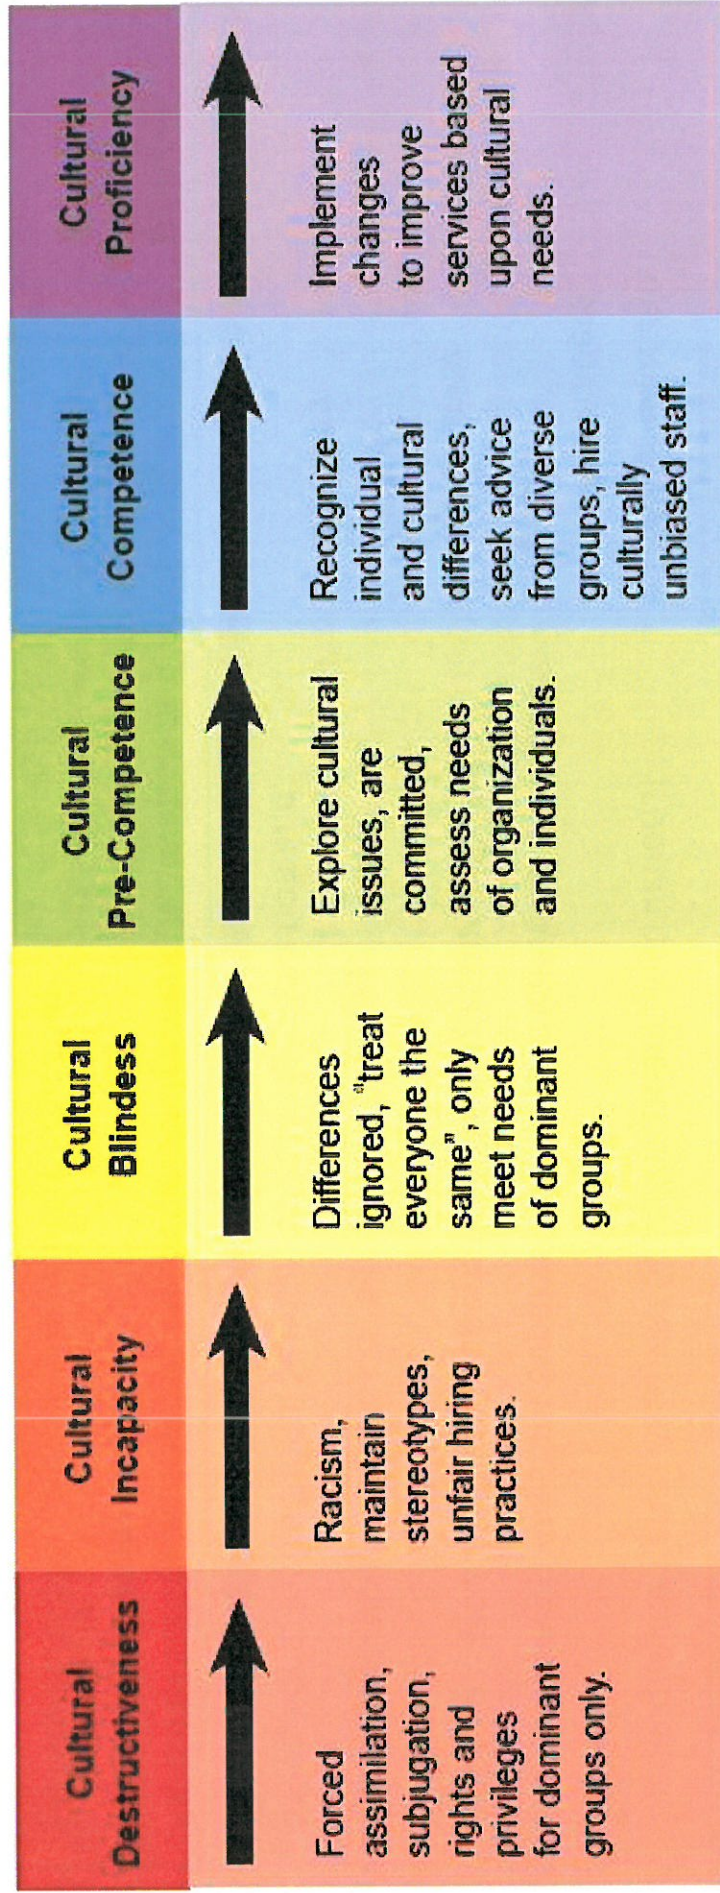 Cultural
Destructiveness
Forced
assimilation,
subjugation,
rights and
privileges
for dominant
groups only.
Cultural
Incapacity
Racism,
maintain
stereotypes,
unfair hiring
practices.
Cultural
Blindess
Differences
ignored, "treat
everyone the
same", only
meet needs
of dominant
groups.
Cultural
Pre-Competence
Explore cultural
issues, are
committed,
assess needs
of organization
and individuals.
Cultural
Competence
Recognize
individual
and cultural
differences,
seek advice
from diverse
groups, hire
culturally
unbiased staff.
Cultural
Proficiency
Implement
changes
to improve
services based
upon cultural
needs.